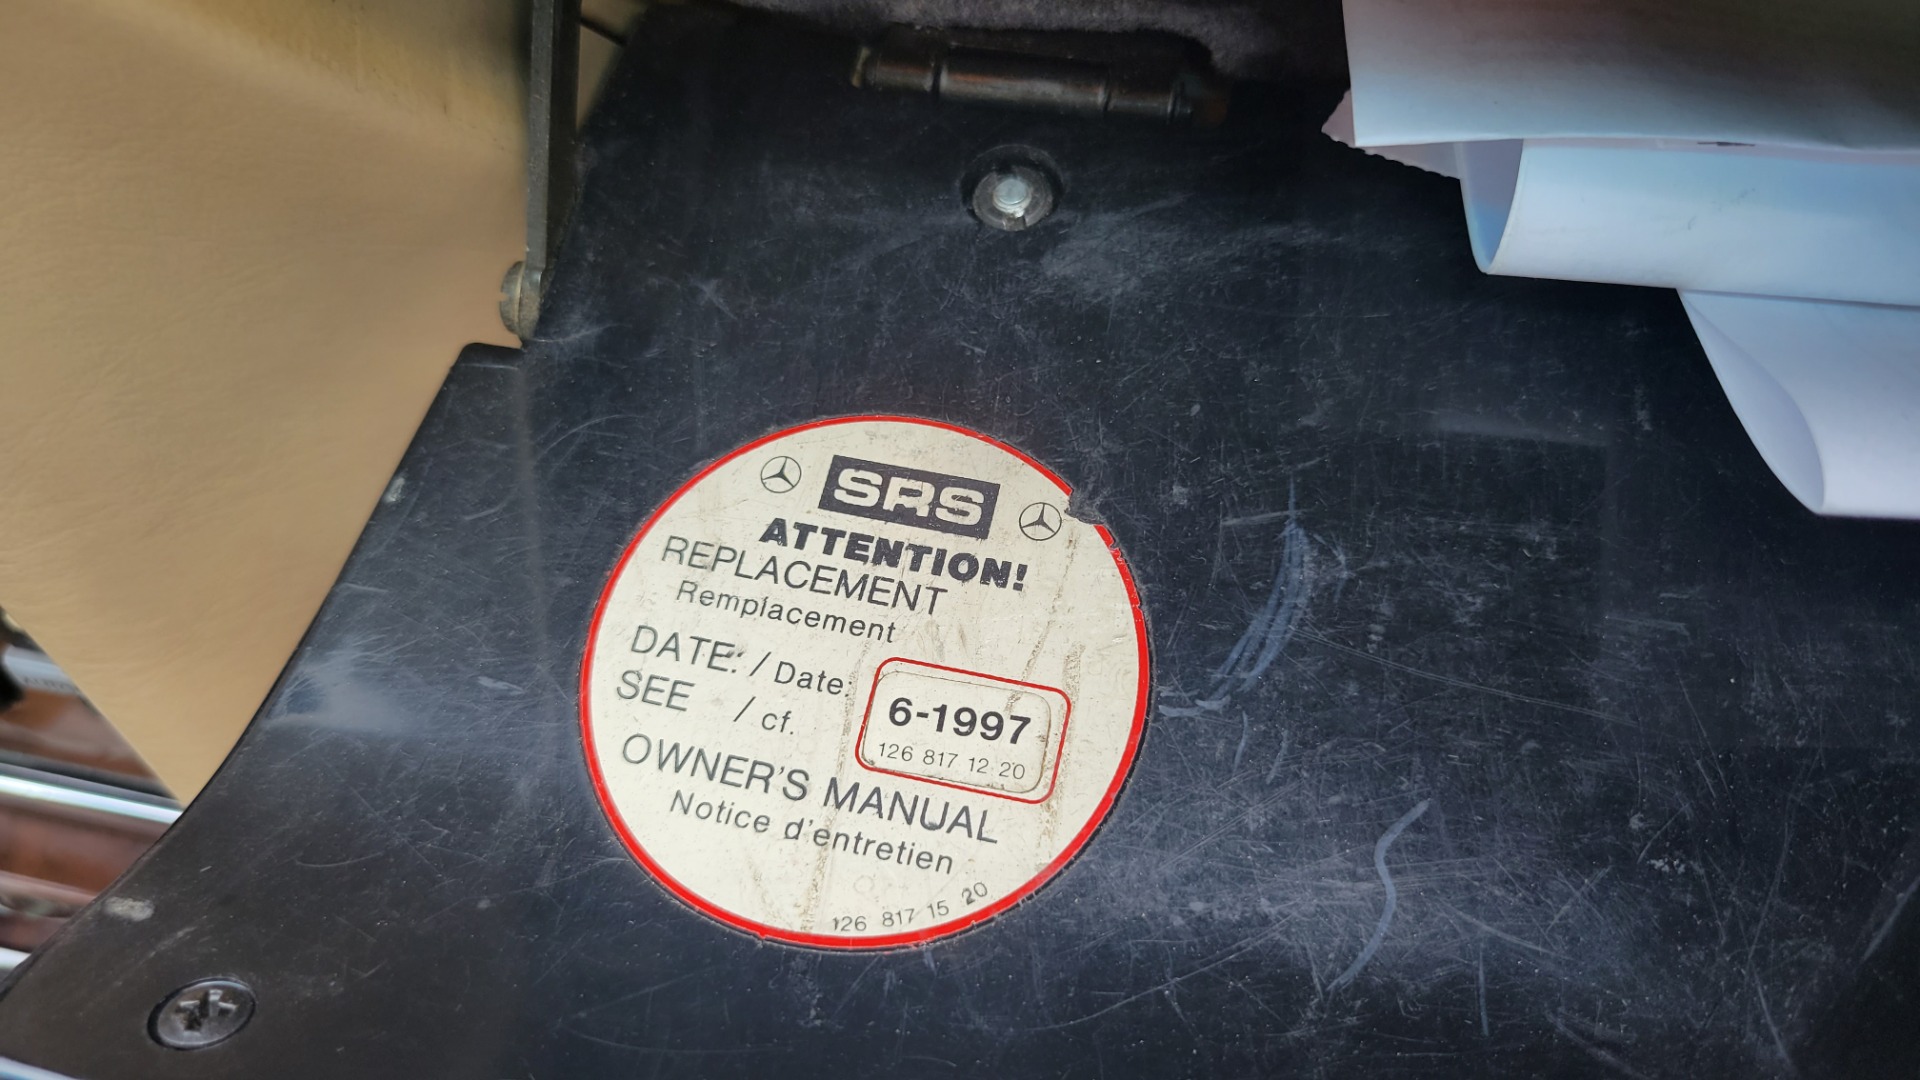 SRS
ATTENTION!
REPLACEMENT
Remplacement
DATE: / Date:
SEE / cf.
6-1997
126 817 12 20
OWNER'S MANUAL
Notice d'entretien
126 817 15 20